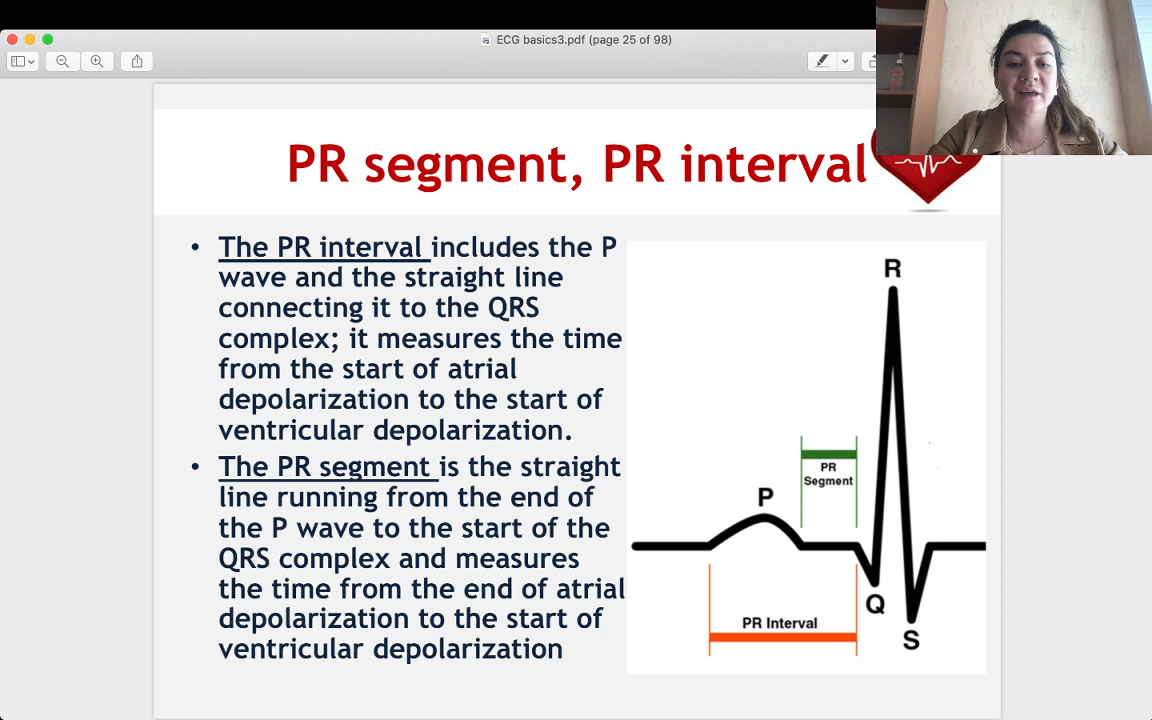 ECG basics3.pdf (page 25 of 98)
PR segment, PR interval
• The PR interval includes the P
wave and the straight line
connecting it to the QRS
complex; it measures the time
from the start of atrial
depolarization to the start of
ventricular depolarization.
• The PR segment is the straight
line running from the end of
the P wave to the start of the
QRS complex and measures
the time from the end of atrial
depolarization to the start of
ventricular depolarization
R
PR
Segment
P
Q
PR Interval
S